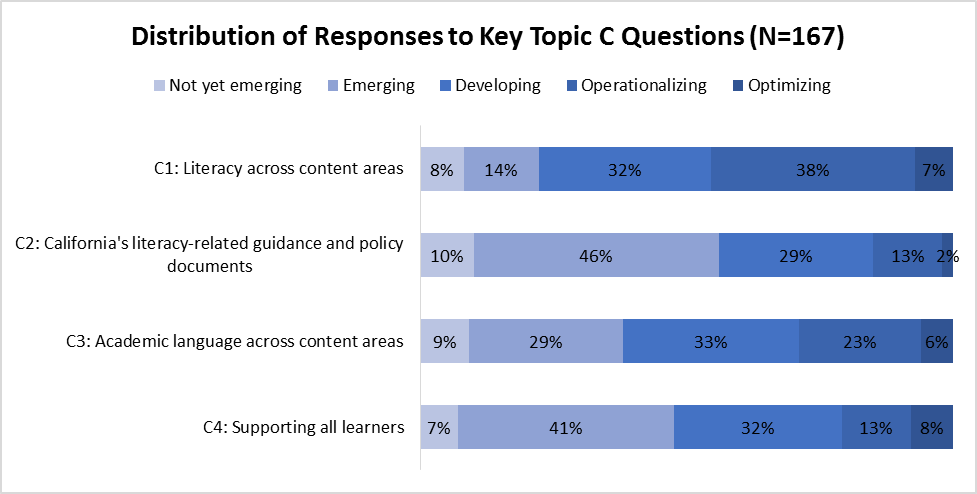 Distribution of Responses to Key Topic C Questions (N=167)
Not yet emerging Emerging Developing Operationalizing Optimizing
C1: Literacy across content areas 8% 14% 32% 38% 7%
C2: California's literacy-related guidance and policy
documents 10% 46% 29% 13% 2%
C3: Academic language across content areas 9% 29% 33% 23% 6%
C4: Supporting all learners 7% 41% 32% 13% 8%